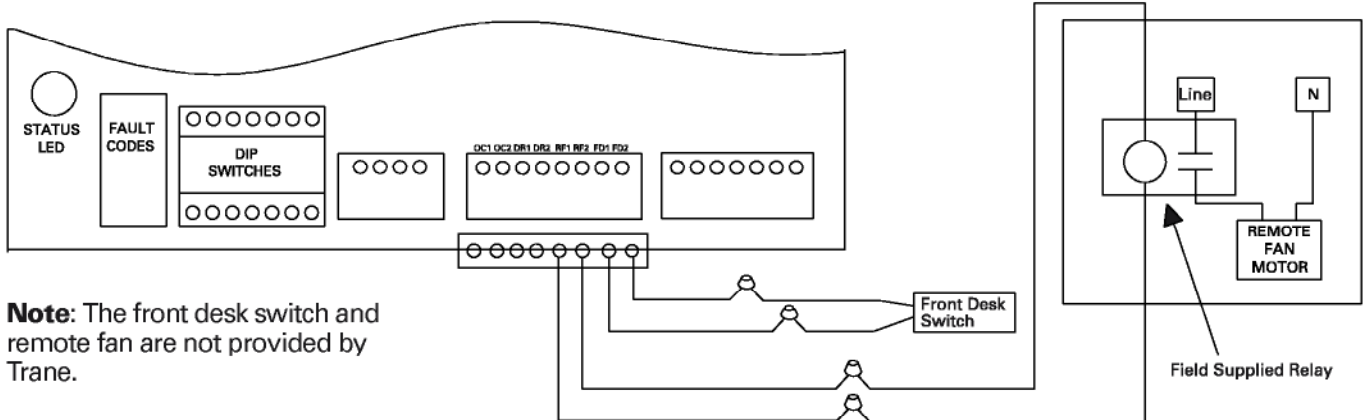 STATUS
LED
FAULT
CODES
DIP
SWITCHES
OC1 OC2 DR1 DR2 RF1 RF2 FD1 FD2
Line
N
REMOTE
FAN
MOTOR
Front Desk
Switch
Field Supplied Relay
Note: The front desk switch and
remote fan are not provided by
Trane.